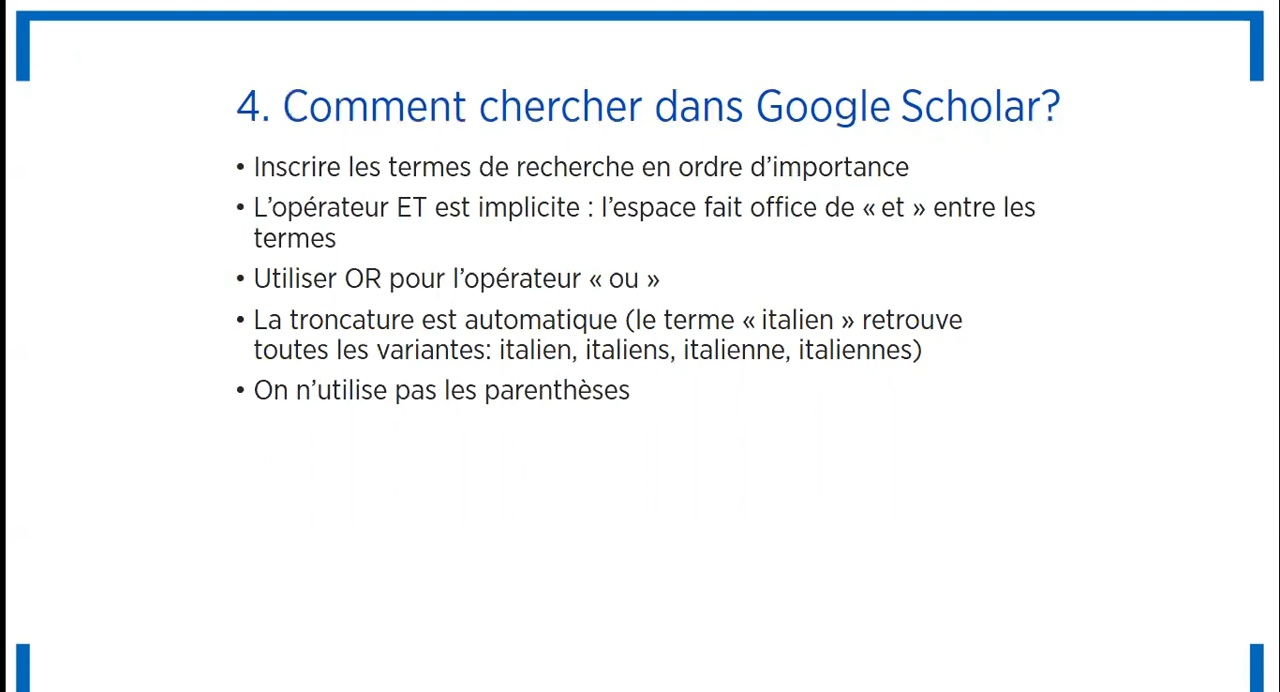 4. Comment chercher dans Google Scholar?
• Inscrire les termes de recherche en ordre d’importance
• L’opérateur ET est implicite : l’espace fait office de « et » entre les
termes
• Utiliser OR pour l’opérateur « ou »
• La troncature est automatique (le terme « italien » retrouve
toutes les variantes: italien, italiens, italienne, italiennes)
• On n’utilise pas les parenthèses